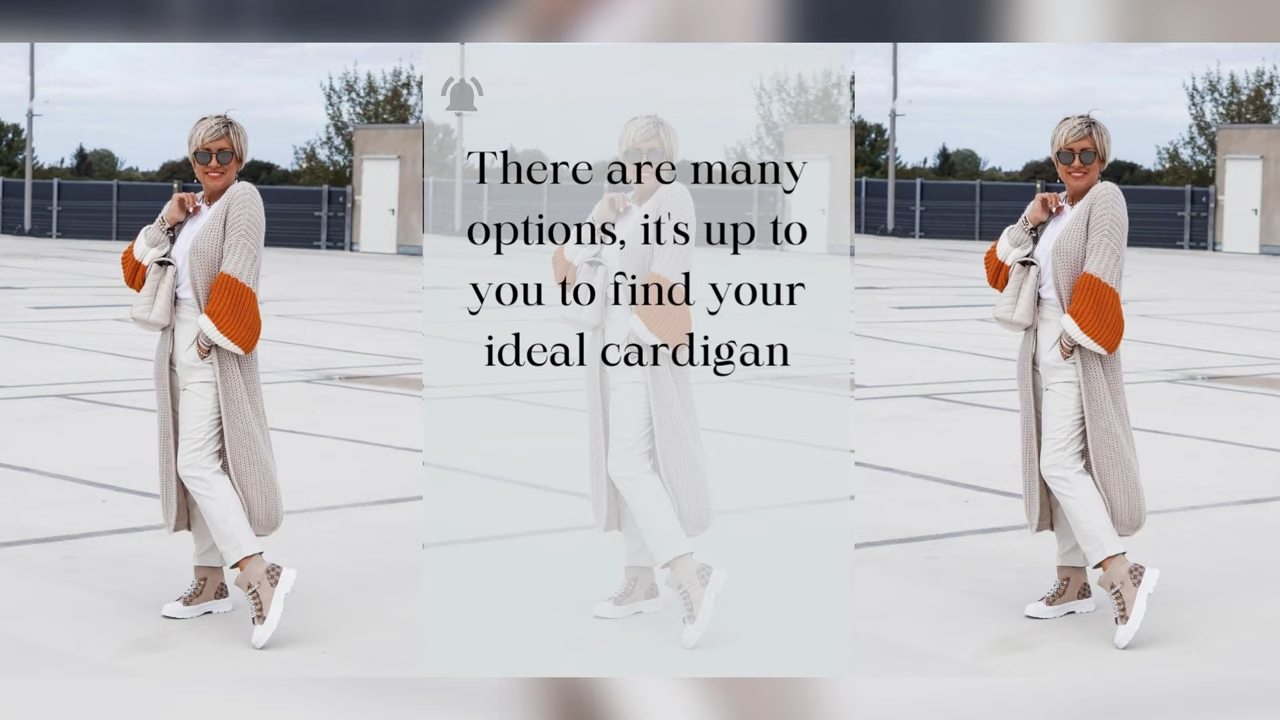 There are many
options, it's up to
you to find your
ideal cardigan